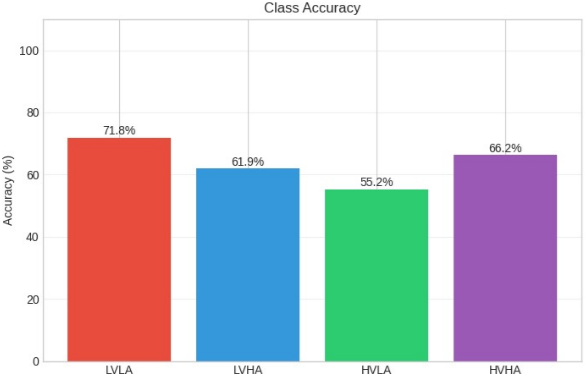 Class Accuracy
Accuracy (%)
100
80
60
40
20
0
71.8%
61.9%
55.2%
66.2%
LVLA
LVHA
HVLA
HVHA